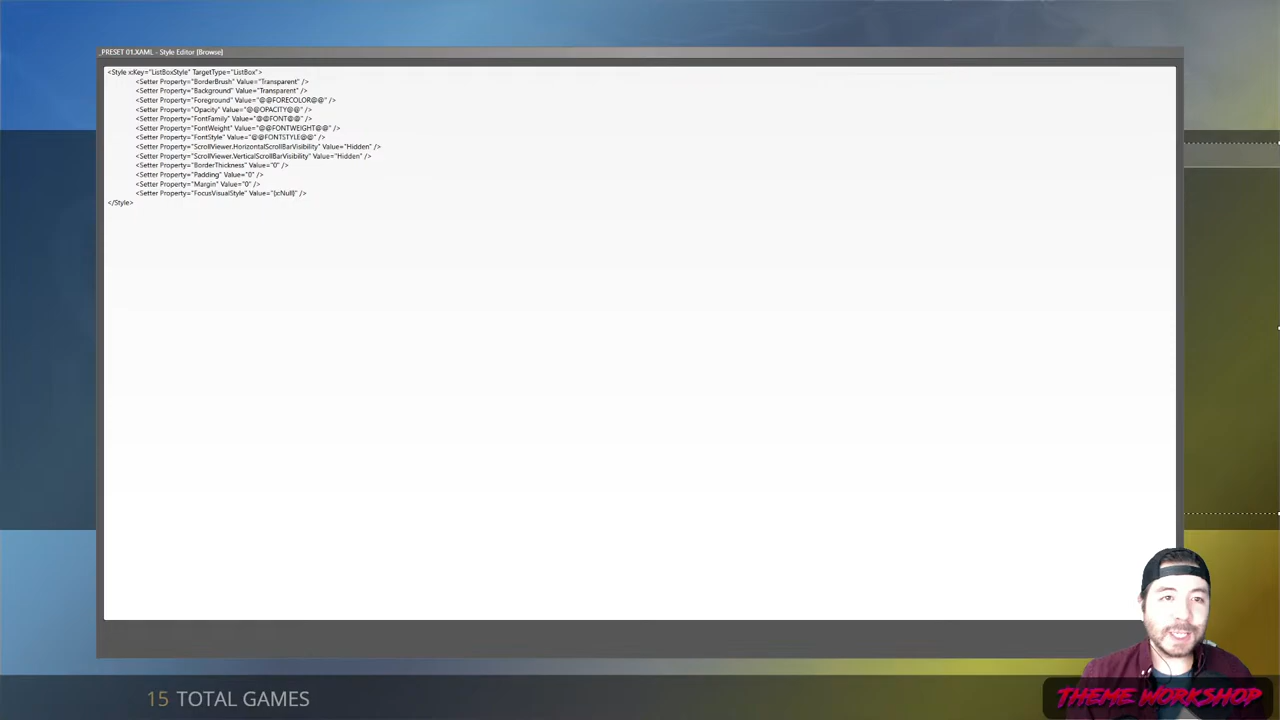 _PRESET 01.XAML - Style Editor [Browse]
<Style x:Key="ListBoxStyle" TargetType="ListBox">
<Setter Property="BorderBrush" Value="Transparent" />
<Setter Property="Background" Value="Transparent" />
<Setter Property="Foreground" Value="@@FORECOLOR@@" />
<Setter Property="Opacity" Value="@@OPACITY@@" />
<Setter Property="FontFamily" Value="@@FONT@@" />
<Setter Property="FontWeight" Value="@@FONTWEIGHT@@" />
<Setter Property="FontStyle" Value="@@FONTSTYLE@@" />
<Setter Property="ScrollViewer.HorizontalScrollBarVisibility" Value="Hidden" />
<Setter Property="ScrollViewer.VerticalScrollBarVisibility" Value="Hidden" />
<Setter Property="BorderThickness" Value="0" />
<Setter Property="Padding" Value="0" />
<Setter Property="Margin" Value="0" />
<Setter Property="FocusVisualStyle" Value="{x:Null}" />
</Style>
15 TOTAL GAMES
THEME WORKSHOP